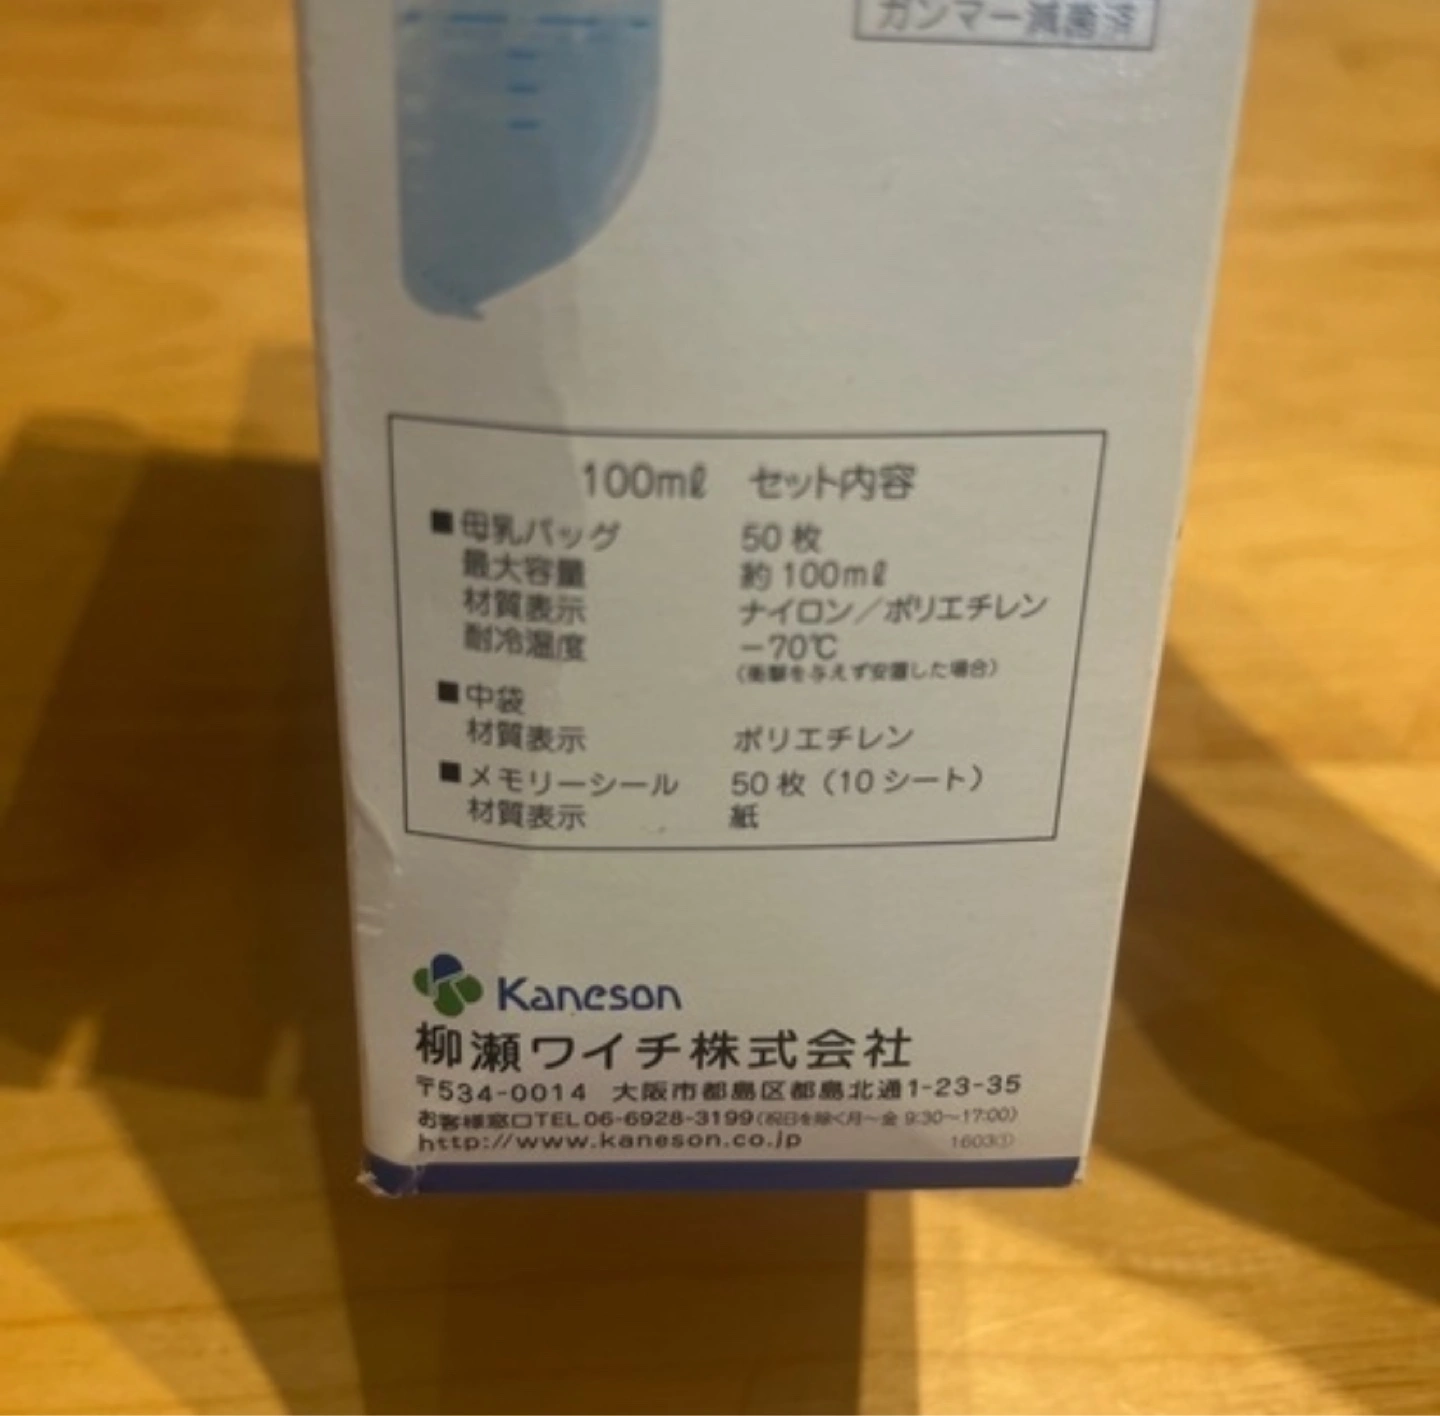 ガンマー滅菌済
100mℓ セット内容
■母乳バッグ 50枚
最大容量 約100mℓ
材質表示 ナイロン/ポリエチレン
耐冷温度 −70℃
(衝撃を与えず安置した場合)
■中袋
材質表示 ポリエチレン
■メモリーシール 50枚(10シート)
材質表示 紙
Kaneson
柳瀬ワイチ株式会社
〒534-0014 大阪市都島区都島北通1-23-35
お客様窓口TEL06-6928-3199(祝日を除く月〜金 9:30〜17:00)
http://www.kaneson.co.jp 1603①